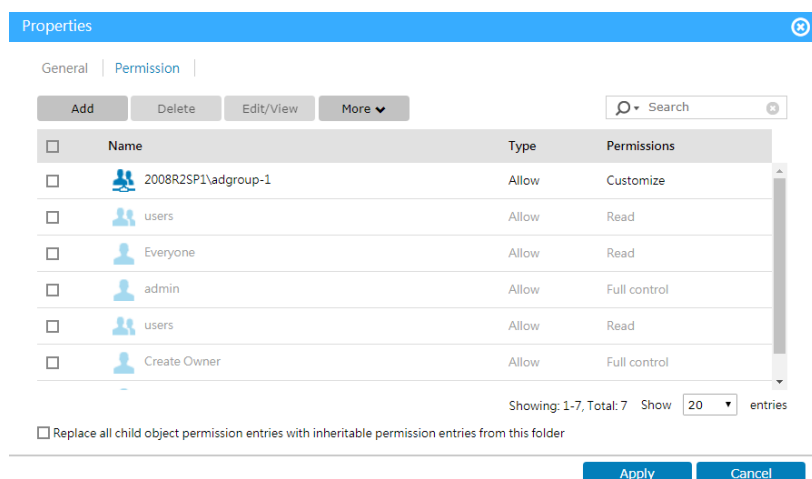 Properties
General Permission
Add Delete Edit/View More Search
Name Type Permissions
2008R2SP1\adgroup-1 Allow Customize
users Allow Read
Everyone Allow Read
admin Allow Full control
users Allow Read
Create Owner Allow Full control
Showing: 1-7, Total: 7 Show 20 entries
Replace all child object permission entries with inheritable permission entries from this folder
Apply Cancel